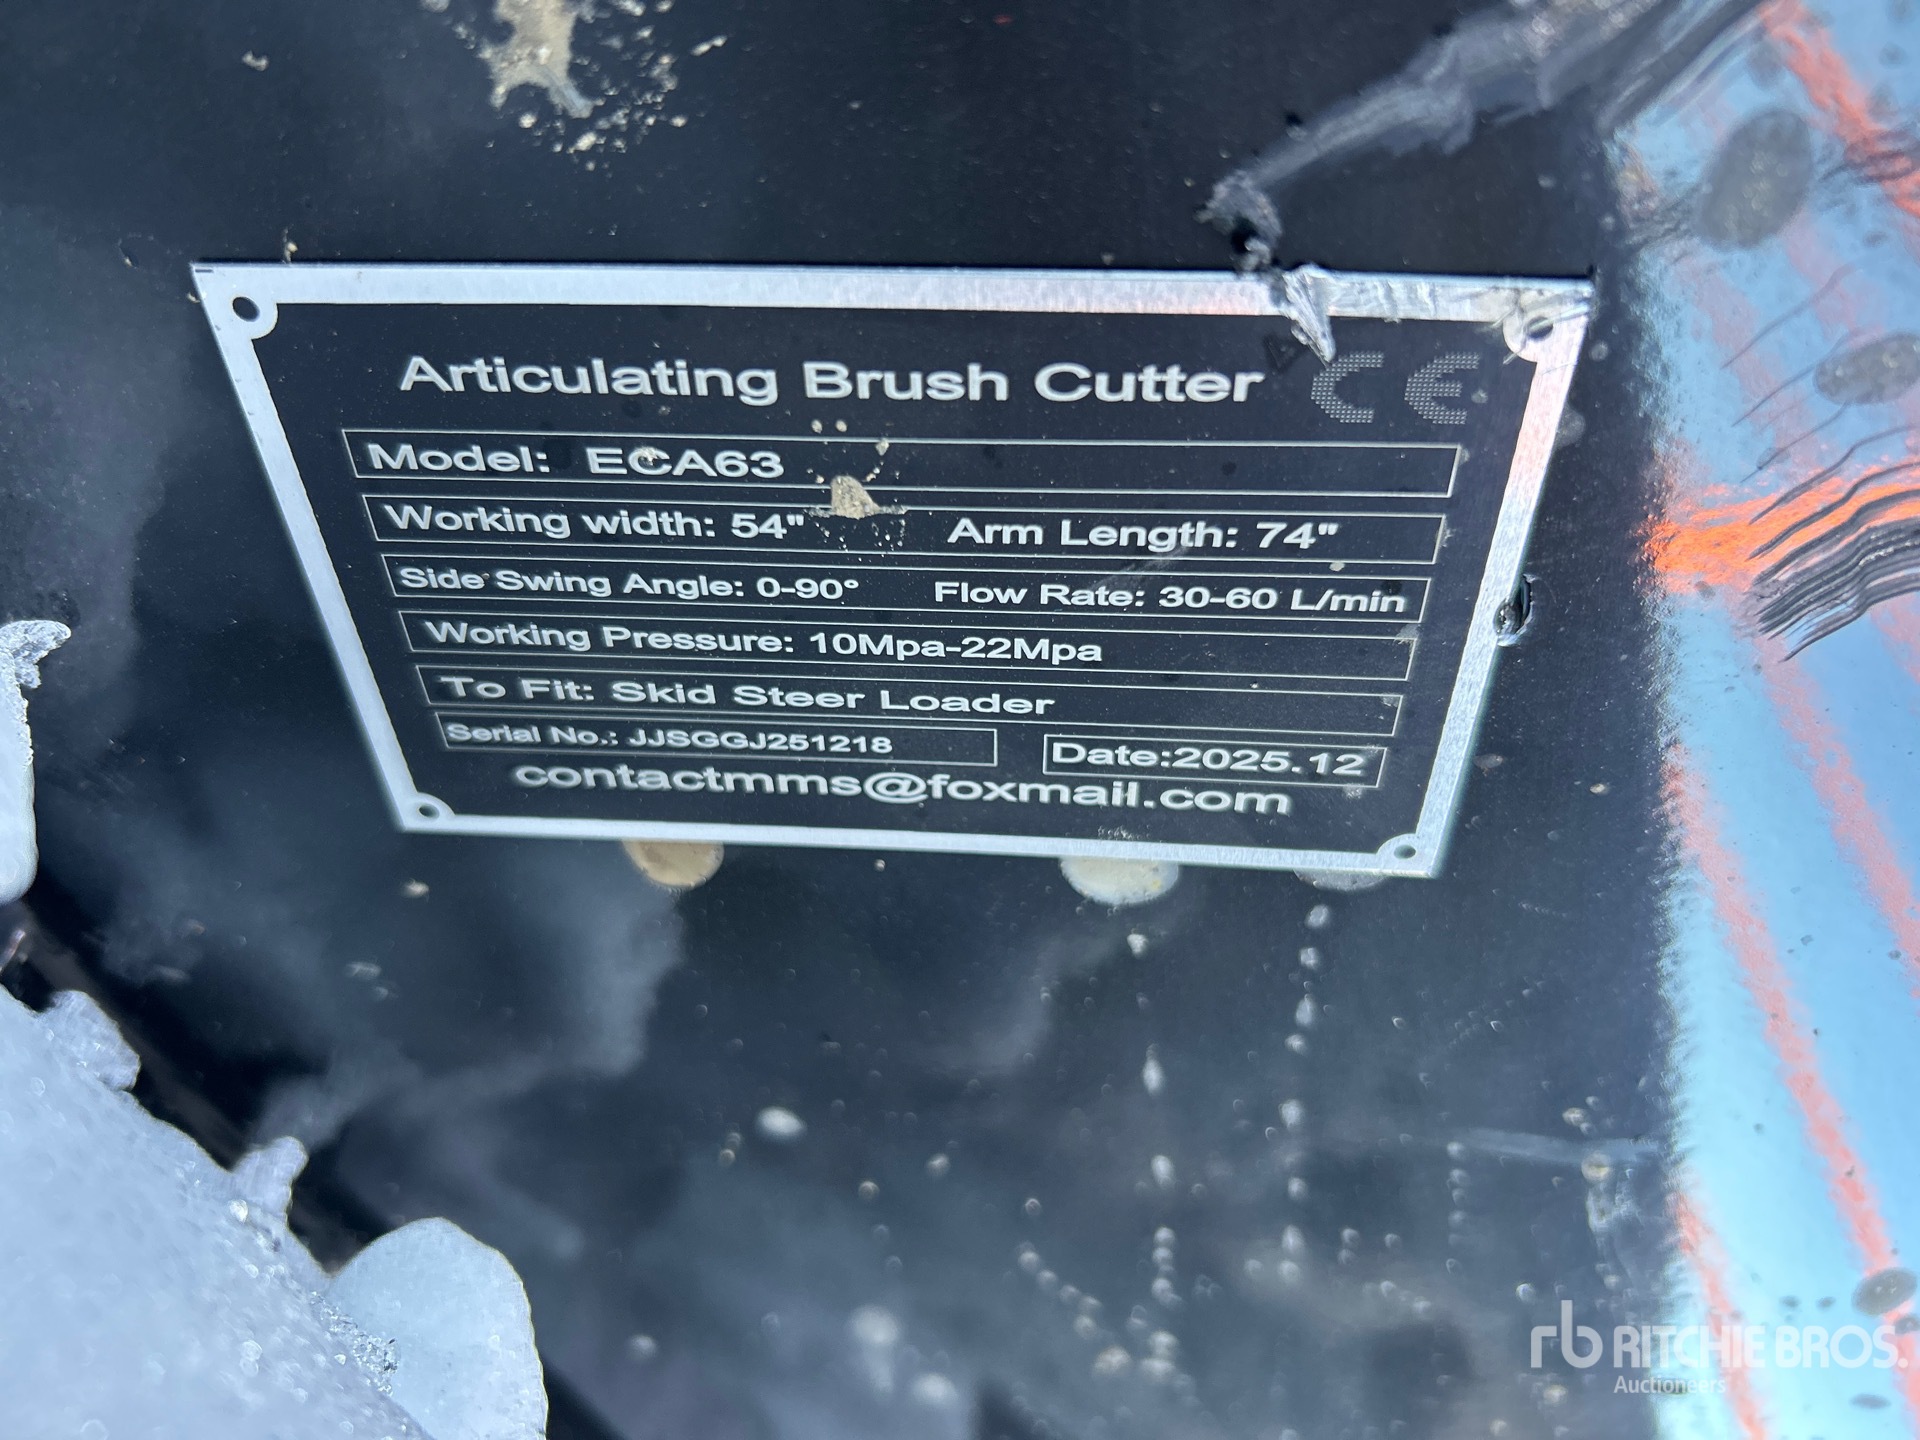 Articulating Brush Cutter CE
Model: ECA63
Working width: 54" Arm Length: 74"
Side Swing Angle: 0-90° Flow Rate: 30-60 L/min
Working Pressure: 10Mpa-22Mpa
To Fit: Skid Steer Loader
Serial No.: JJSGGJ251218 Date:2025.12
contactmms@foxmail.com
rb RITCHIE BROS.
Auctioneers